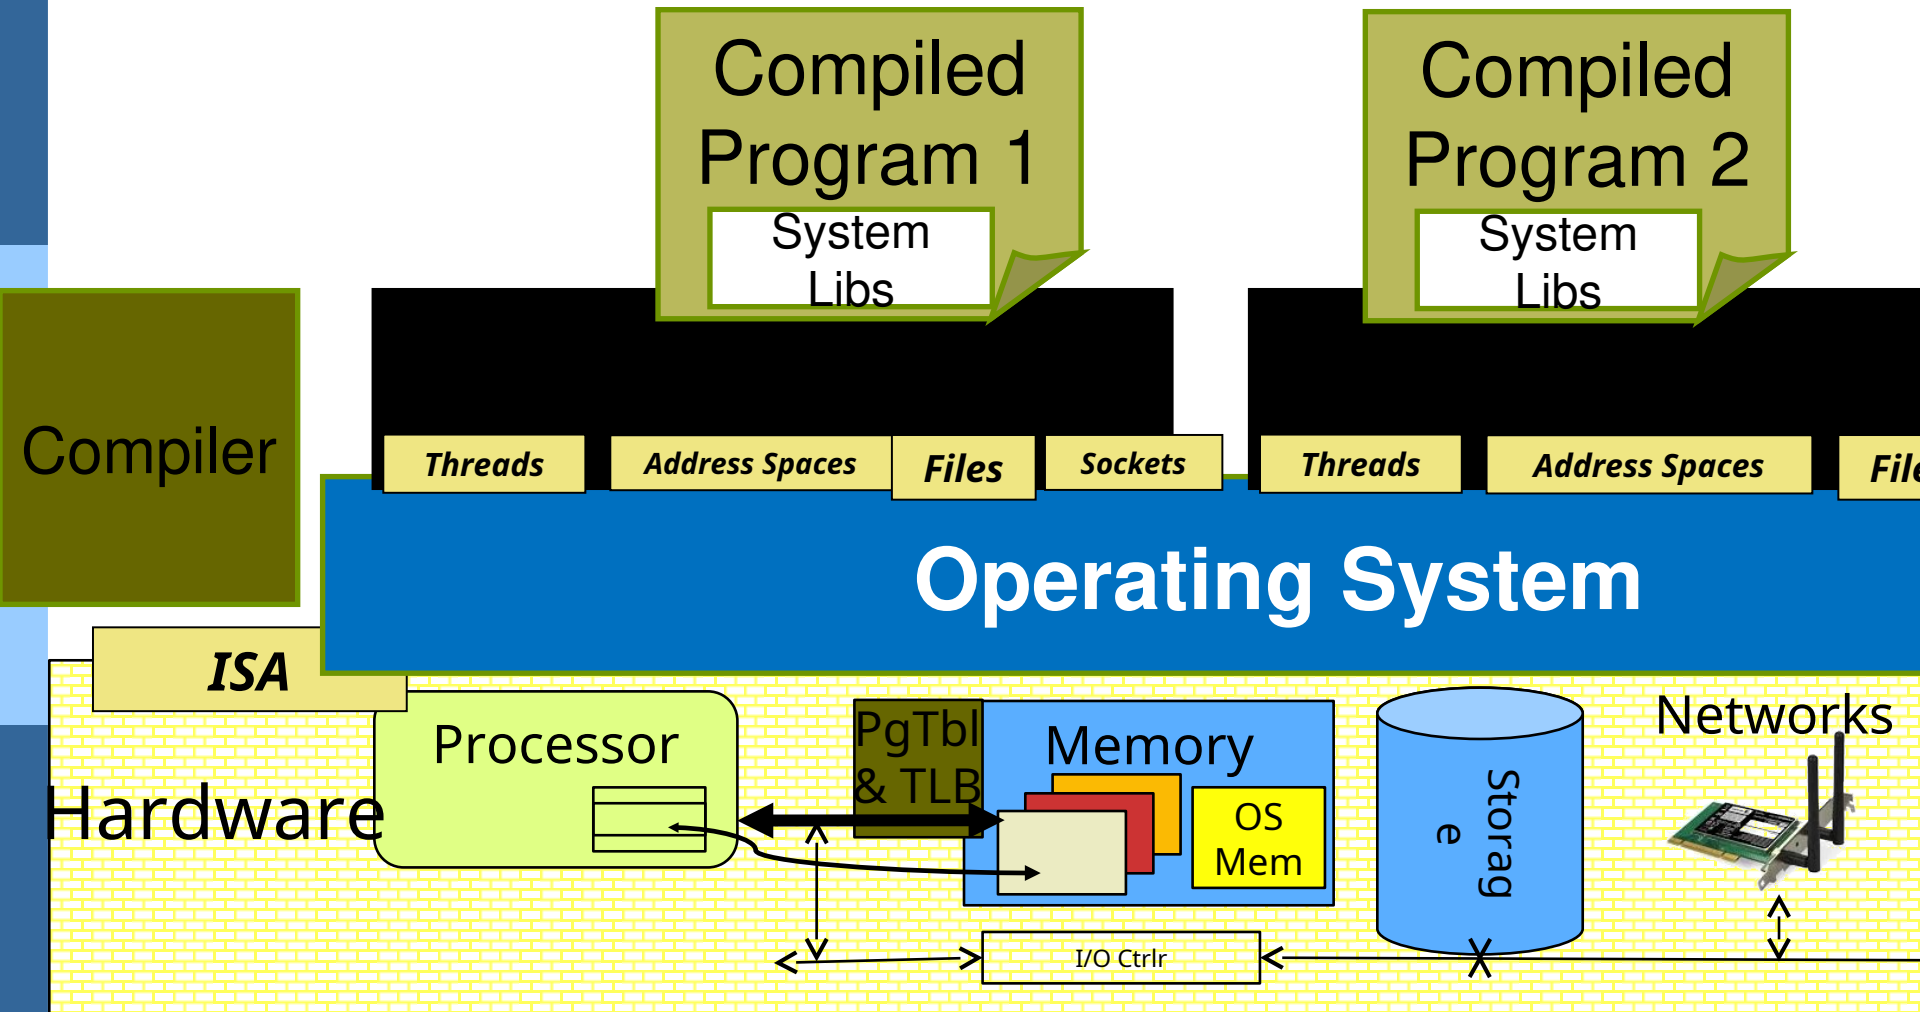 Compiled
Program 1
System
Libs
Compiled
Program 2
System
Libs
Compiler
Threads
Address Spaces
Files
Sockets
Threads
Address Spaces
Operating System
ISA
Hardware
Processor
PgTbl
& TLB
Memory
OS
Mem
Storag
e
Networks
I/O Ctrlr